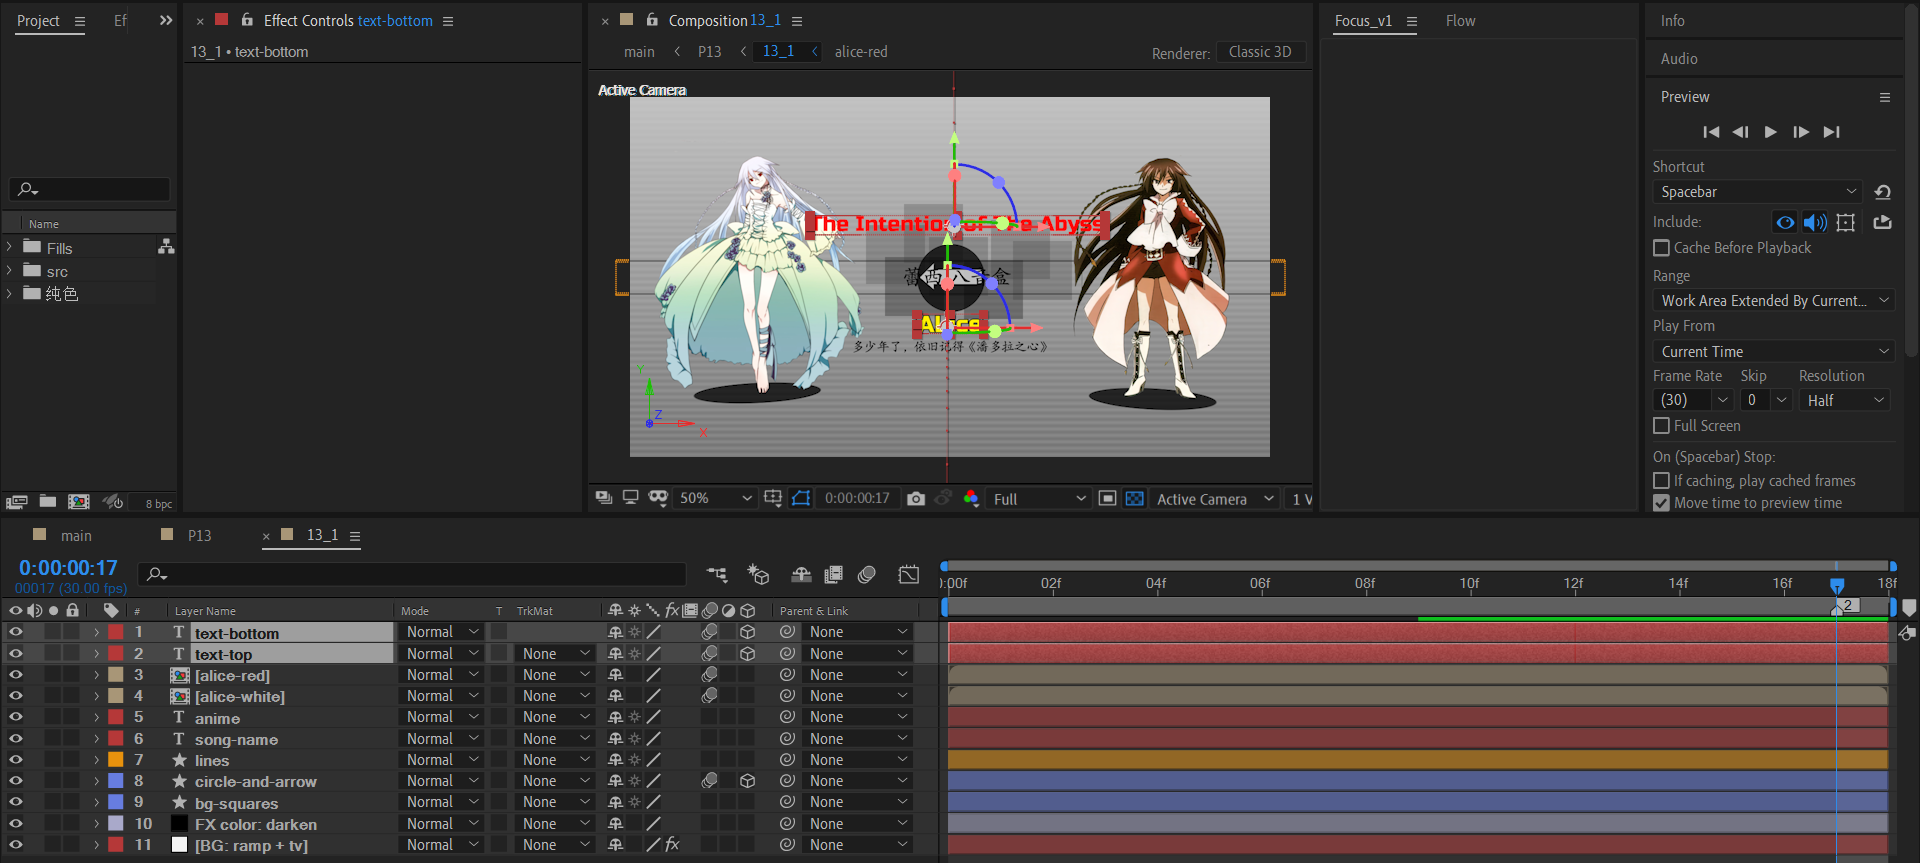 Project Ef
Effect Controls text-bottom
13_1 • text-bottom
Composition 13_1
main P13 13_1 alice-red
Renderer: Classic 3D
Active Camera
The Intention of The Abyss
Alice
多少年了，依旧记得《潘多拉之心》
Y
Z
X
Name
Fills
src
纯色
8 bpc
50% 0:00:00:17 Full Active Camera 1 V
Focus_v1 Flow
Info
Audio
Preview
Shortcut
Spacebar
Include:
Cache Before Playback
Range
Work Area Extended By Current...
Play From
Current Time
Frame Rate Skip Resolution
(30) 0 Half
Full Screen
On (Spacebar) Stop:
If caching, play cached frames
Move time to preview time
main P13 13_1
0:00:00:17
00017 (30.00 fps)
:00f 02f 04f 06f 08f 10f 12f 14f 16f 18f
2
# Layer Name Mode T TrkMat fx Parent & Link
1 T text-bottom Normal None
2 T text-top Normal None None
3 [alice-red] Normal None None
4 [alice-white] Normal None None
5 T anime Normal None None
6 T song-name Normal None None
7 lines Normal None None
8 circle-and-arrow Normal None None
9 bg-squares Normal None None
10 FX color: darken Normal None None
11 [BG: ramp + tv] Normal None fx None